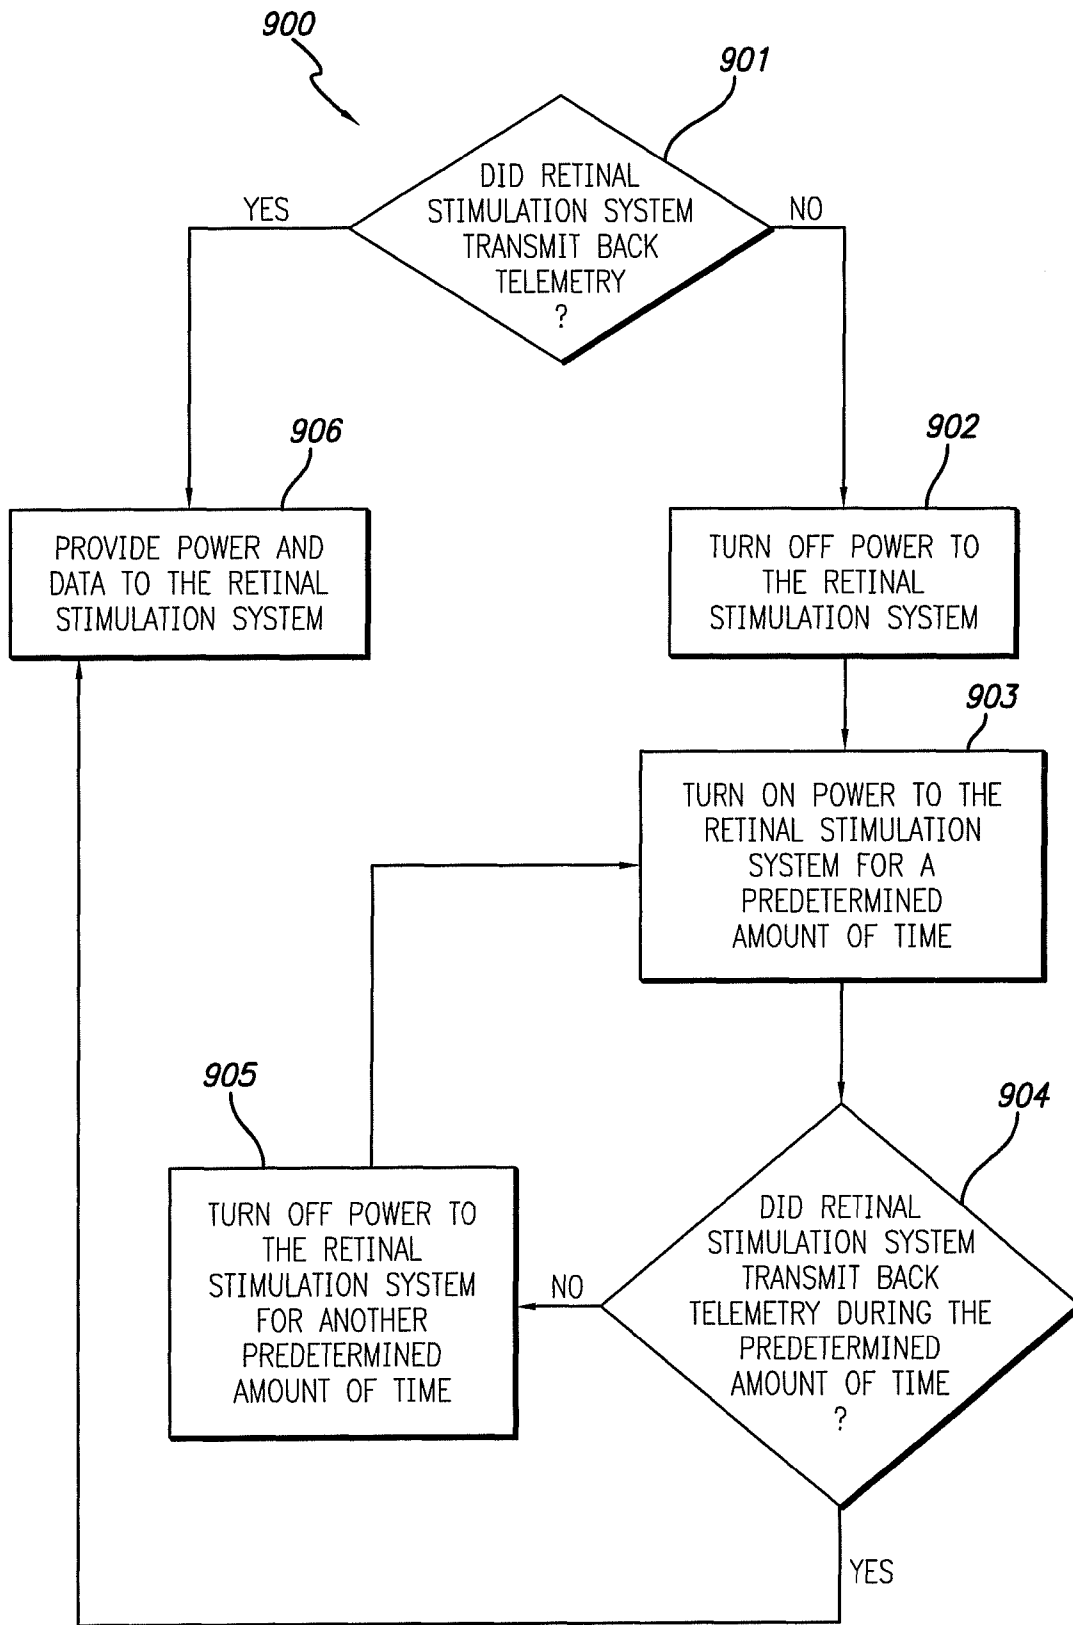 900
901
DID RETINAL
STIMULATION SYSTEM
TRANSMIT BACK
TELEMETRY
?
YES
NO
906
PROVIDE POWER AND
DATA TO THE RETINAL
STIMULATION SYSTEM
902
TURN OFF POWER TO
THE RETINAL
STIMULATION SYSTEM
903
TURN ON POWER TO THE
RETINAL STIMULATION
SYSTEM FOR A
PREDETERMINED
AMOUNT OF TIME
905
TURN OFF POWER TO
THE RETINAL
STIMULATION SYSTEM
FOR ANOTHER
PREDETERMINED
AMOUNT OF TIME
NO
904
DID RETINAL
STIMULATION SYSTEM
TRANSMIT BACK
TELEMETRY DURING THE
PREDETERMINED
AMOUNT OF TIME
?
YES